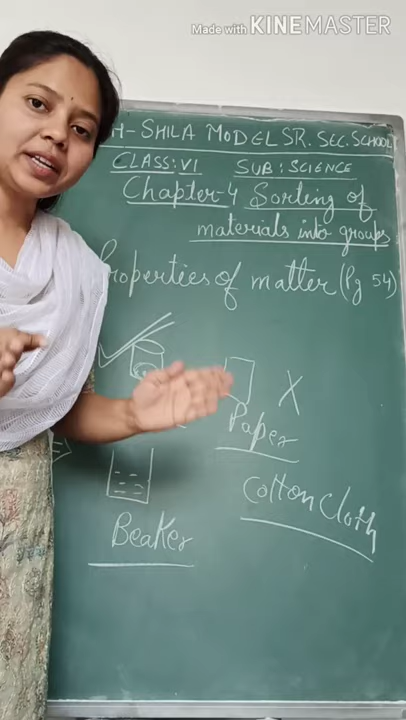 Made with KINEMASTER
H-SHILA MODEL SR. SEC. SCHOOL
CLASS: VI SUB: SCIENCE
Chapter-4 Sorting of
materials into groups
Properties of matter (Pg 54)
X
Paper
Cotton Cloth
Beaker